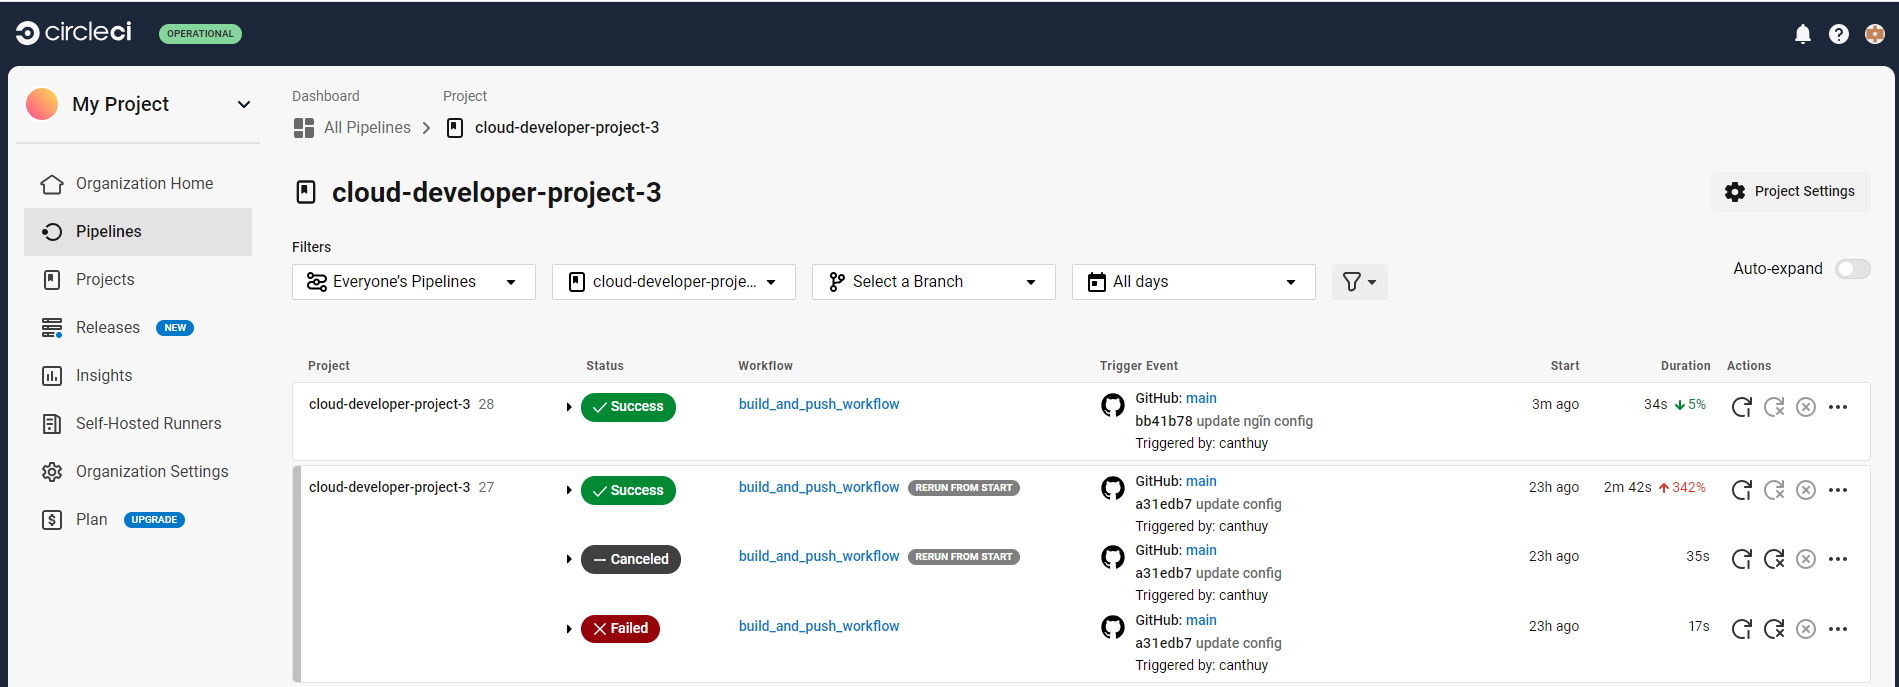 circleci
OPERATIONAL
My Project
Organization Home
Pipelines
Projects
Releases NEW
Insights
Self-Hosted Runners
Organization Settings
Plan UPGRADE
Dashboard Project
All Pipelines cloud-developer-project-3
cloud-developer-project-3
Project Settings
Filters
Everyone's Pipelines cloud-developer-proje... Select a Branch All days
Auto-expand
Project Status Workflow Trigger Event Start Duration Actions
cloud-developer-project-3 28 Success build_and_push_workflow GitHub: main 3m ago 34s 5%
bb41b78 update ngĩn config
Triggered by: canthuy
cloud-developer-project-3 27 Success build_and_push_workflow RERUN FROM START GitHub: main 23h ago 2m 42s 342%
a31edb7 update config
Triggered by: canthuy
Canceled build_and_push_workflow RERUN FROM START GitHub: main 23h ago 35s
a31edb7 update config
Triggered by: canthuy
Failed build_and_push_workflow GitHub: main 23h ago 17s
a31edb7 update config
Triggered by: canthuy